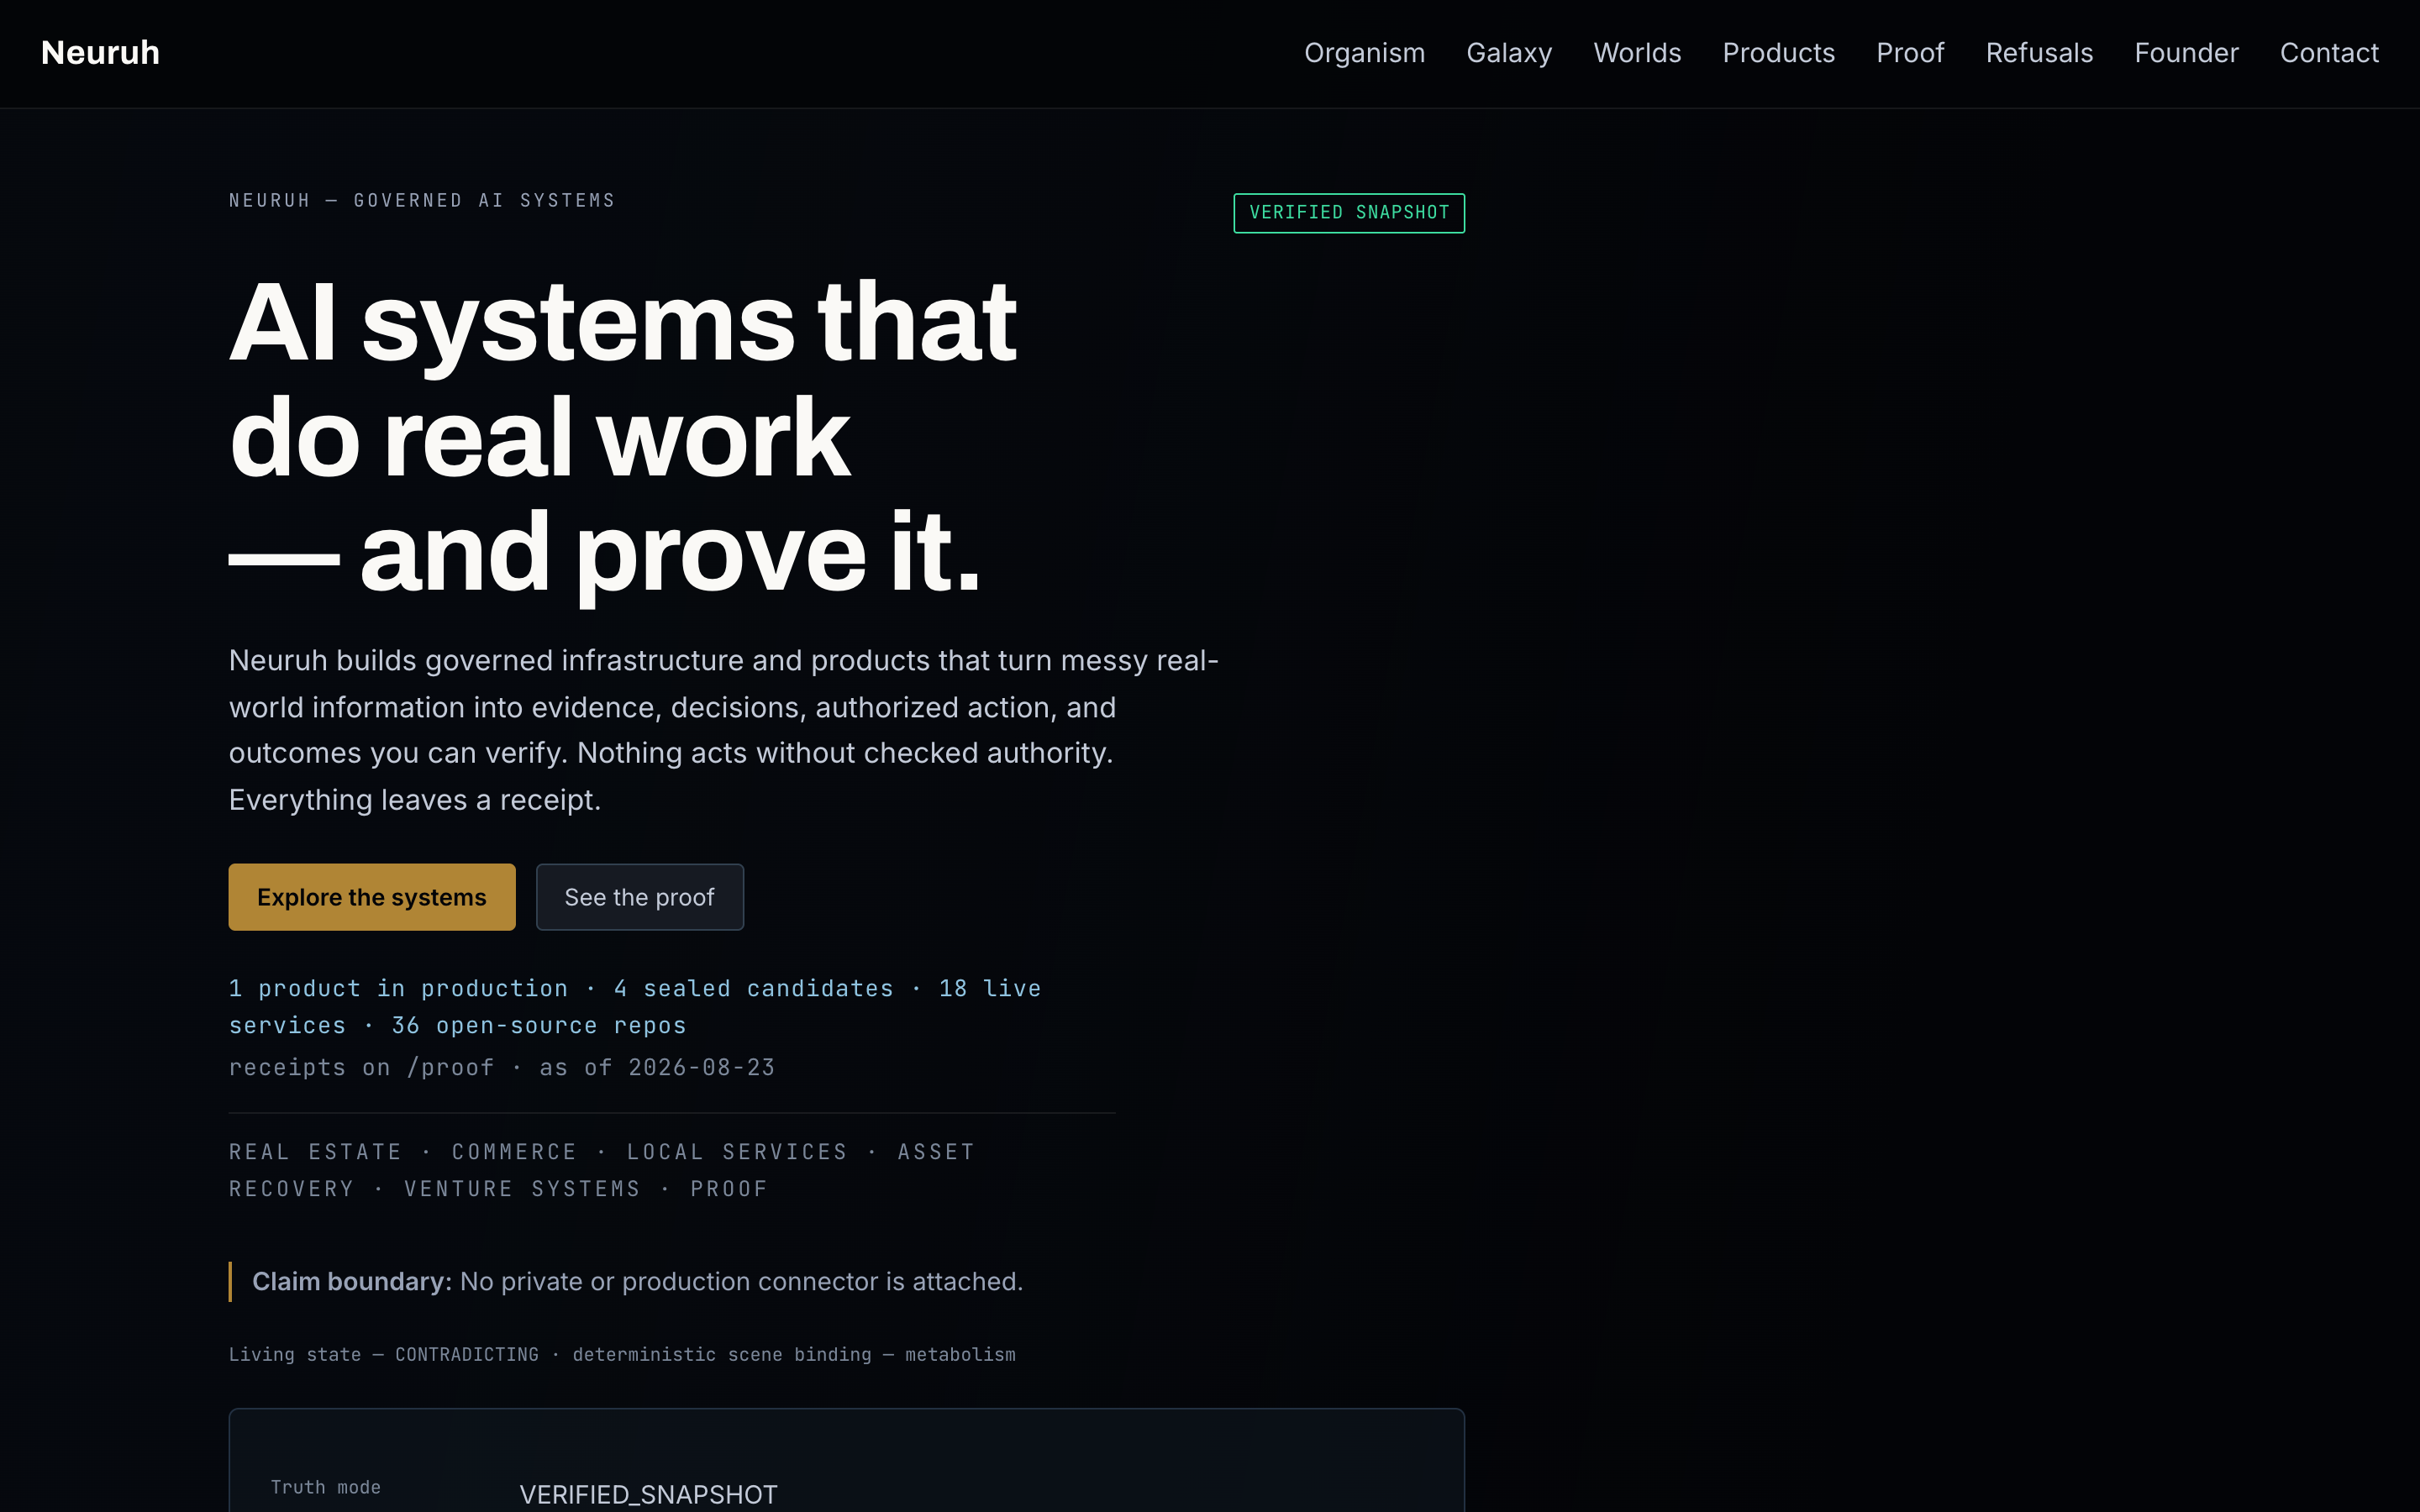 Neuruh
Organism Galaxy Worlds Products Proof Refusals Founder Contact
NEURUH — GOVERNED AI SYSTEMS
VERIFIED SNAPSHOT
AI systems that
do real work
— and prove it.
Neuruh builds governed infrastructure and products that turn messy real-
world information into evidence, decisions, authorized action, and
outcomes you can verify. Nothing acts without checked authority.
Everything leaves a receipt.
Explore the systems
See the proof
1 product in production · 4 sealed candidates · 18 live
services · 36 open-source repos
receipts on /proof · as of 2026-08-23
REAL ESTATE · COMMERCE · LOCAL SERVICES · ASSET
RECOVERY · VENTURE SYSTEMS · PROOF
Claim boundary: No private or production connector is attached.
Living state — CONTRADICTING · deterministic scene binding — metabolism
Truth mode
VERIFIED_SNAPSHOT